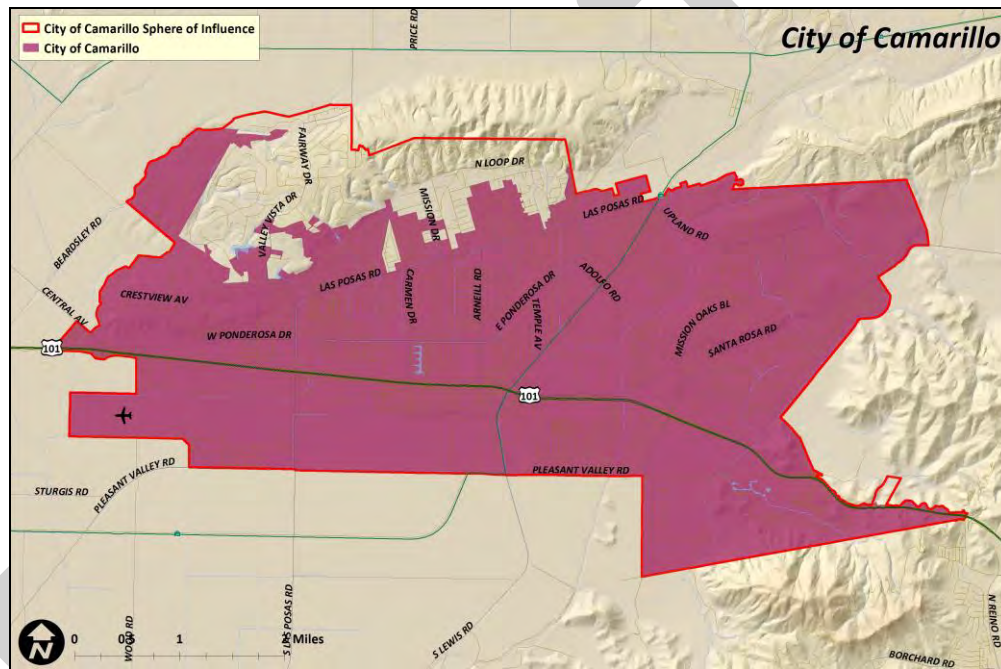 City of Camarillo Sphere of Influence
City of Camarillo
City of Camarillo
PRICE RD
FAIRWAY DR
N LOOP DR
MISSION DR
VALLEY VISTA DR
LAS POSAS RD
UPLAND RD
BEARDSLEY RD
LAS POSAS RD
CARMEN DR
ARNEILL RD
E PONDEROSA DR
ADOLFO RD
TEMPLE AV
CENTRAL AV
CRESTVIEW AV
W PONDEROSA DR
MISSION OAKS BL
SANTA ROSA RD
101
101
PLEASANT VALLEY RD
PLEASANT VALLEY RD
STURGIS RD
WOOD RD
S LAS POSAS RD
S LEWIS RD
N REINO RD
BORCHARD RD
N
0 0.5 1 2 Miles